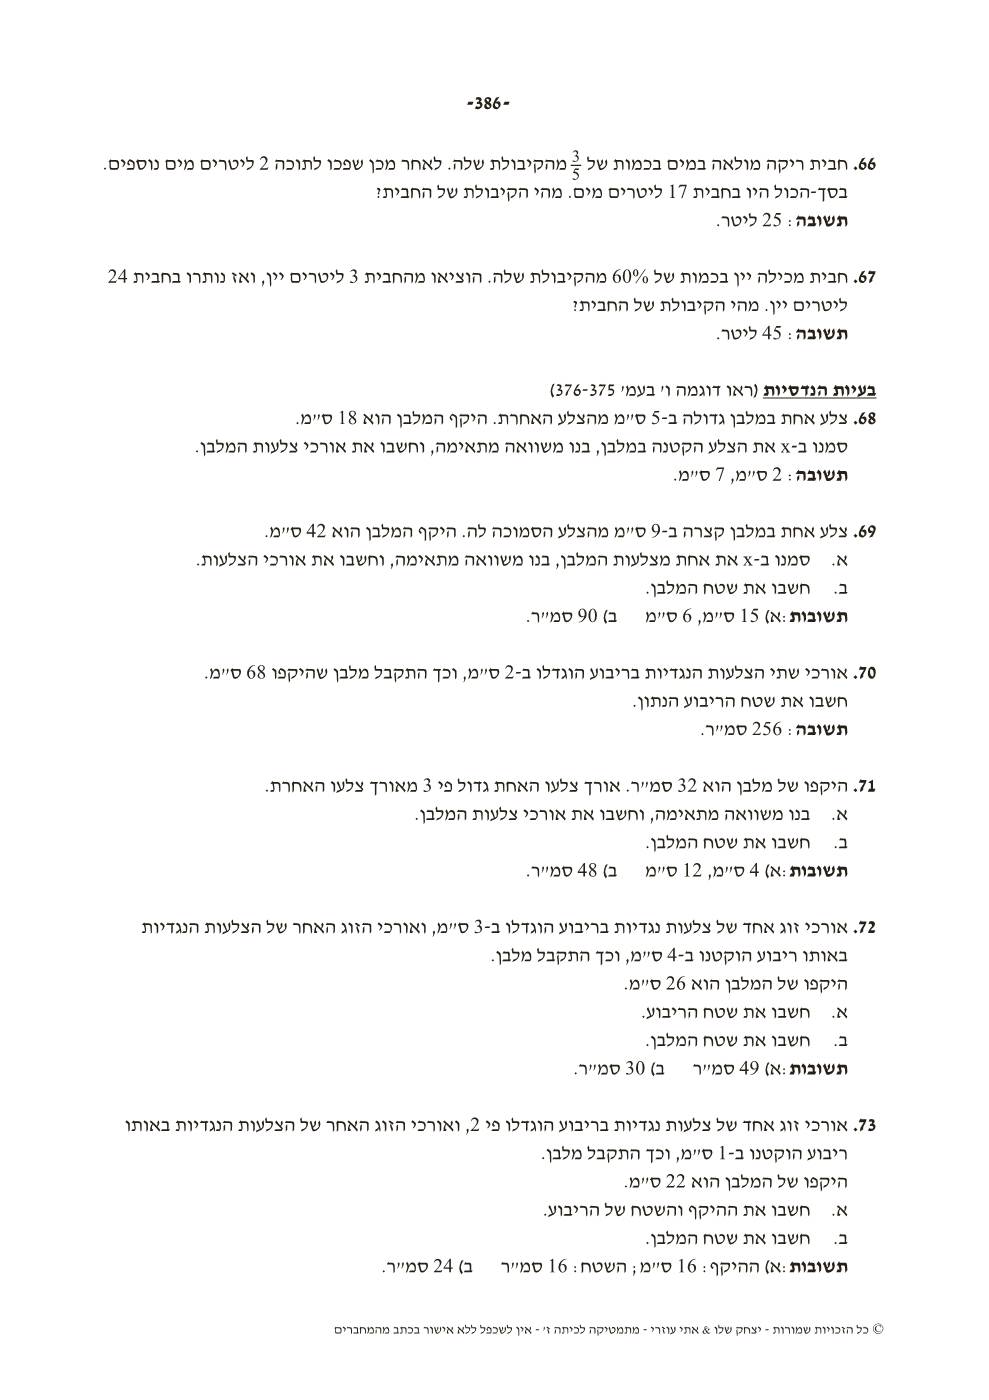 -386-
66. חבית ריקה מולאה במים בכמות של 3/5 מהקיבולת שלה. לאחר מכן שפכו לתוכה 2 ליטרים מים נוספים.
בסך-הכול היו בחבית 17 ליטרים מים. מהי הקיבולת של החבית?
תשובה: 25 ליטר.
67. חבית מכילה יין בכמות של 60% מהקיבולת שלה. הוציאו מהחבית 3 ליטרים יין, ואז נותרו בחבית 24
ליטרים יין. מהי הקיבולת של החבית?
תשובה: 45 ליטר.
בעיות הנדסיות (ראו דוגמה ו' בעמ' 376-375)
68. צלע אחת במלבן גדולה ב-5 ס"מ מהצלע האחרת. היקף המלבן הוא 18 ס"מ.
סמנו ב-x את הצלע הקטנה במלבן, בנו משוואה מתאימה, וחשבו את אורכי צלעות המלבן.
תשובה: 2 ס"מ, 7 ס"מ.
69. צלע אחת במלבן קצרה ב-9 ס"מ מהצלע הסמוכה לה. היקף המלבן הוא 42 ס"מ.
א. סמנו ב-x את אחת מצלעות המלבן, בנו משוואה מתאימה, וחשבו את אורכי הצלעות.
ב. חשבו את שטח המלבן.
תשובות: א) 15 ס"מ, 6 ס"מ ב) 90 סמ"ר.
70. אורכי שתי הצלעות הנגדיות בריבוע הוגדלו ב-2 ס"מ, וכך התקבל מלבן שהיקפו 68 ס"מ.
חשבו את שטח הריבוע הנתון.
תשובה: 256 סמ"ר.
71. היקפו של מלבן הוא 32 סמ"ר. אורך צלעו האחת גדול פי 3 מאורך צלעו האחרת.
א. בנו משוואה מתאימה, וחשבו את אורכי צלעות המלבן.
ב. חשבו את שטח המלבן.
תשובות: א) 4 ס"מ, 12 ס"מ ב) 48 סמ"ר.
72. אורכי זוג אחד של צלעות נגדיות בריבוע הוגדלו ב-3 ס"מ, ואורכי הזוג האחר של הצלעות הנגדיות
באותו ריבוע הוקטנו ב-4 ס"מ, וכך התקבל מלבן.
היקפו של המלבן הוא 26 ס"מ.
א. חשבו את שטח הריבוע.
ב. חשבו את שטח המלבן.
תשובות: א) 49 סמ"ר ב) 30 סמ"ר.
73. אורכי זוג אחד של צלעות נגדיות בריבוע הוגדלו פי 2, ואורכי הזוג האחר של הצלעות הנגדיות באותו
ריבוע הוקטנו ב-1 ס"מ, וכך התקבל מלבן.
היקפו של המלבן הוא 22 ס"מ.
א. חשבו את ההיקף והשטח של הריבוע.
ב. חשבו את שטח המלבן.
תשובות: א) ההיקף: 16 ס"מ; השטח: 16 סמ"ר ב) 24 סמ"ר.
© כל הזכויות שמורות - יצחק שלו & אתי עוזרי - מתמטיקה לכיתה ז' - אין לשכפל ללא אישור בכתב מהמחברים